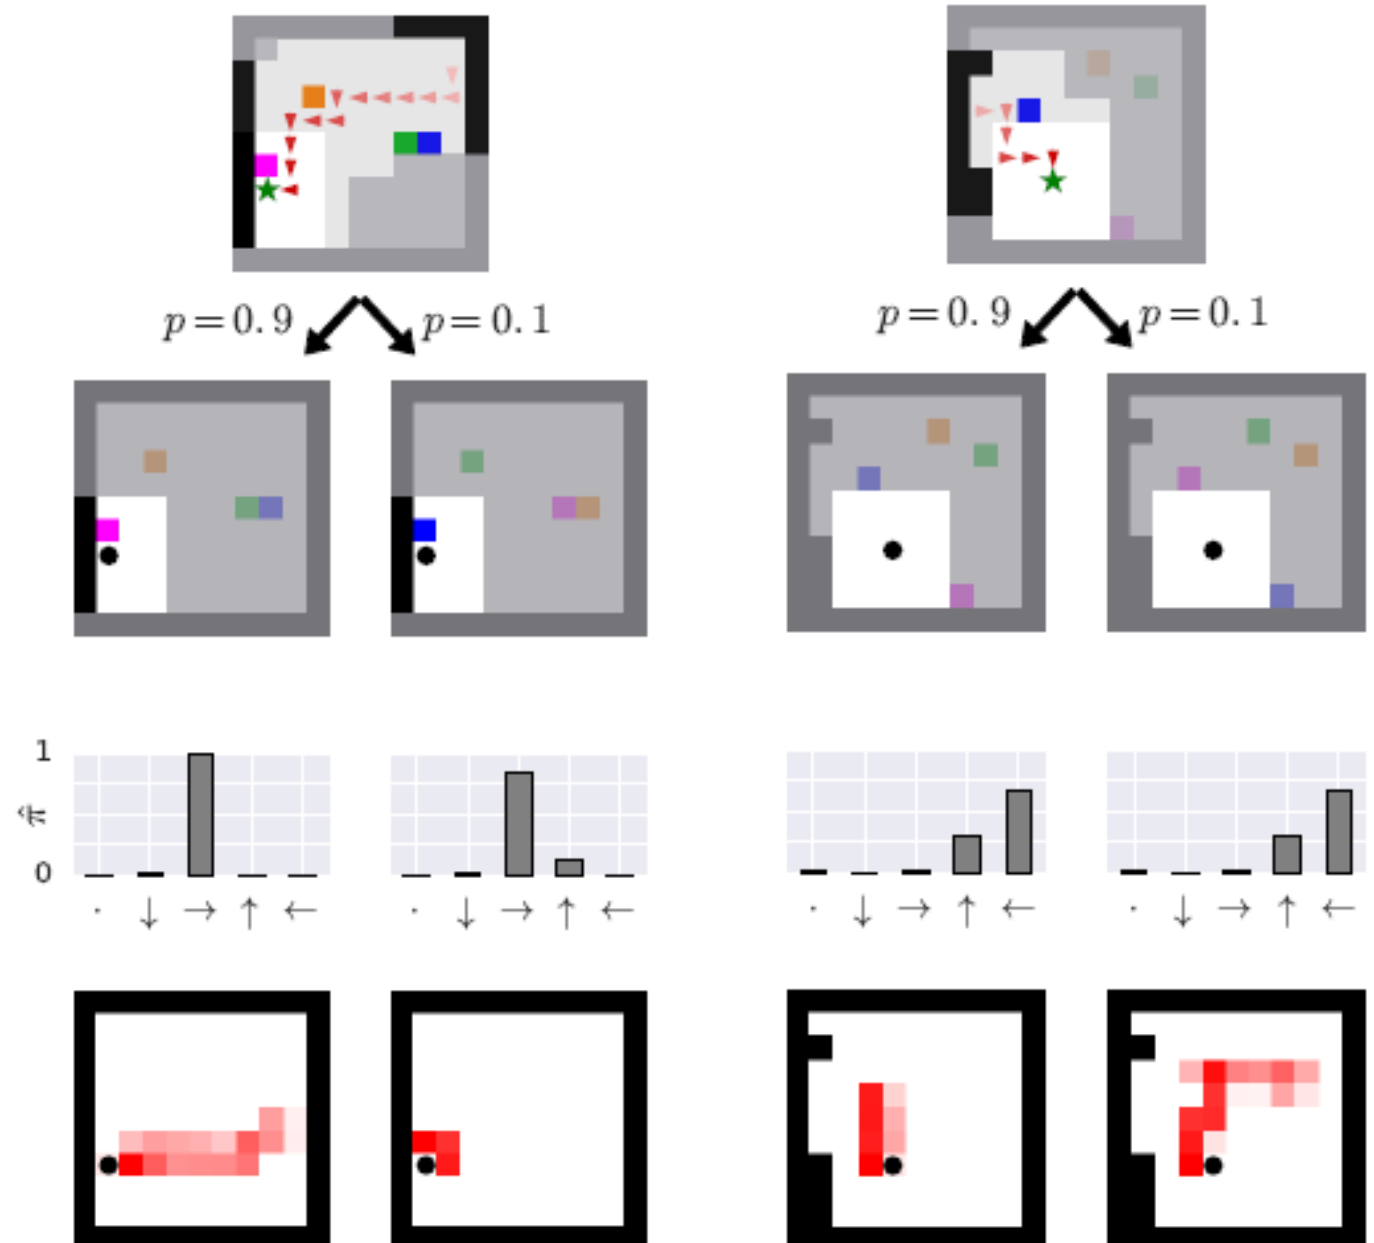 p = 0.9 p = 0.1 p = 0.9 p = 0.1
1
π̂
0
· ↓ → ↑ ← · ↓ → ↑ ← · ↓ → ↑ ← · ↓ → ↑ ←